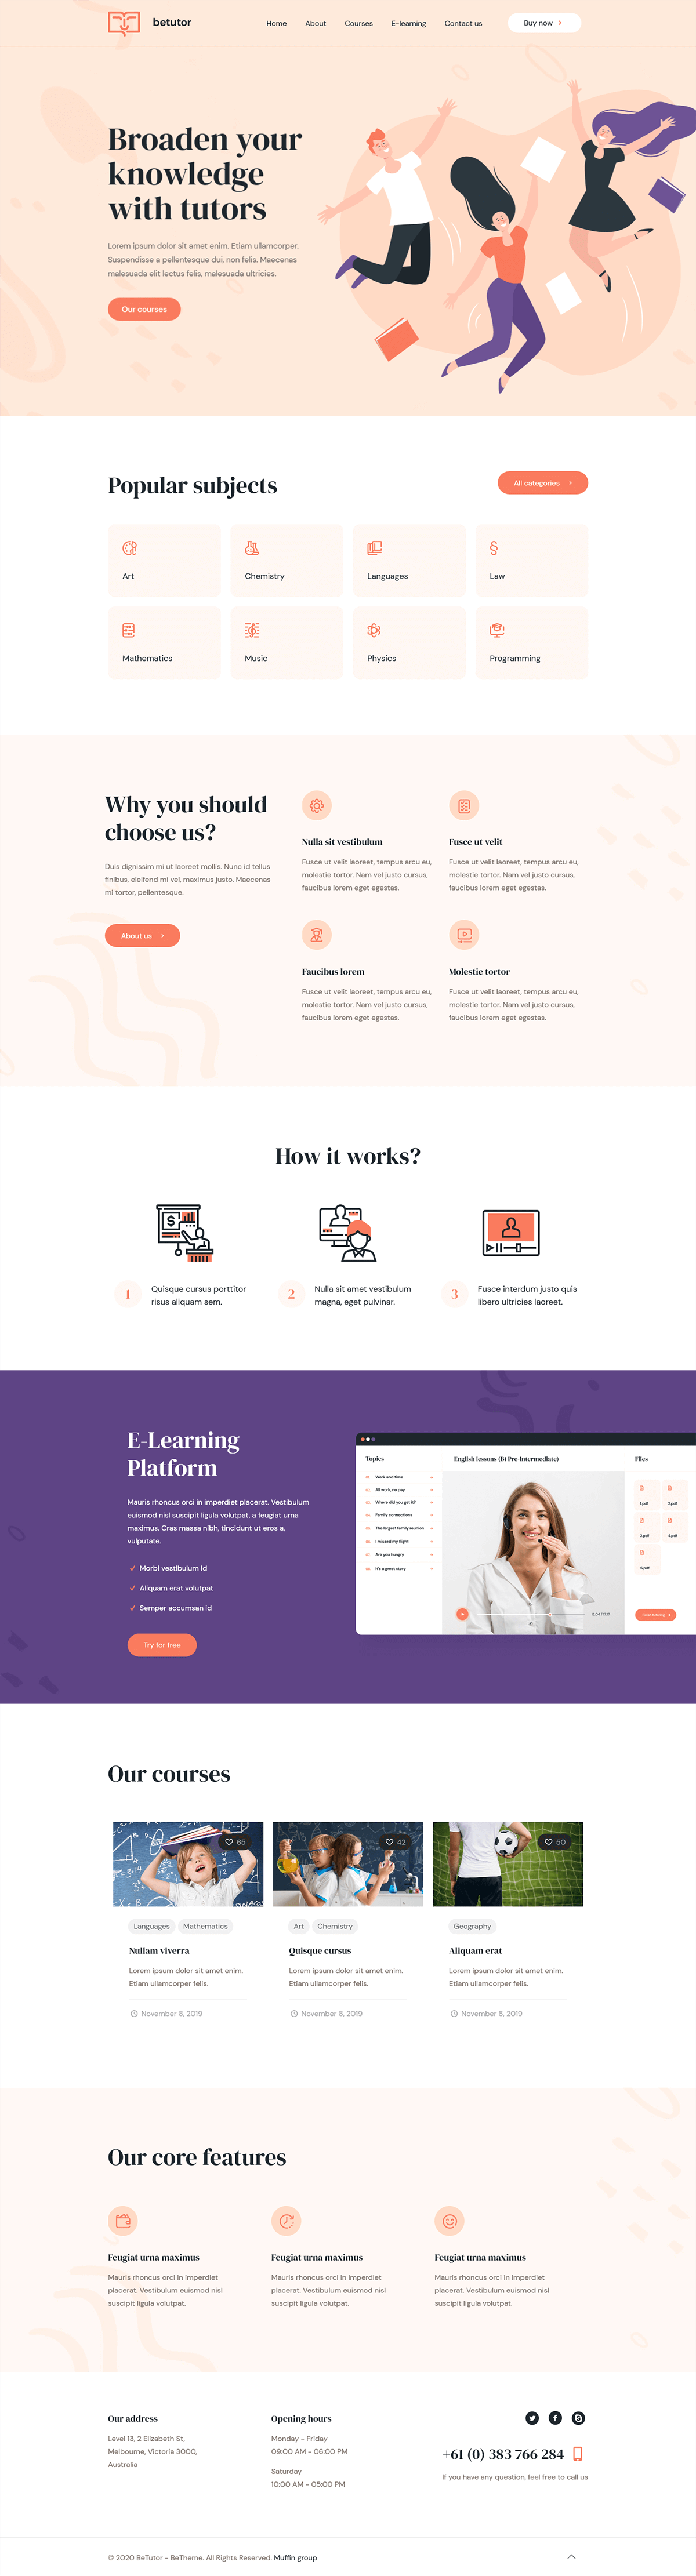 betutor
Home About Courses E-learning Contact us Buy now
Broaden your
knowledge
with tutors
Lorem ipsum dolor sit amet enim. Etiam ullamcorper.
Suspendisse a pellentesque dui, non felis. Maecenas
malesuada elit lectus felis, malesuada ultricies.
Our courses
Popular subjects
All categories
Art
Chemistry
Languages
Law
Mathematics
Music
Physics
Programming
Why you should
choose us?
Duis dignissim mi ut laoreet mollis. Nunc id tellus
finibus, eleifend mi vel, maximus justo. Maecenas
mi tortor, pellentesque.
About us
Nulla sit vestibulum
Fusce ut velit laoreet, tempus arcu eu,
molestie tortor. Nam vel justo cursus,
faucibus lorem eget egestas.
Fusce ut velit
Fusce ut velit laoreet, tempus arcu eu,
molestie tortor. Nam vel justo cursus,
faucibus lorem eget egestas.
Faucibus lorem
Fusce ut velit laoreet, tempus arcu eu,
molestie tortor. Nam vel justo cursus,
faucibus lorem eget egestas.
Molestie tortor
Fusce ut velit laoreet, tempus arcu eu,
molestie tortor. Nam vel justo cursus,
faucibus lorem eget egestas.
How it works?
1
Quisque cursus porttitor
risus aliquam sem.
2
Nulla sit amet vestibulum
magna, eget pulvinar.
3
Fusce interdum justo quis
libero ultricies laoreet.
E-Learning
Platform
Mauris rhoncus orci in imperdiet placerat. Vestibulum
euismod nisl suscipit ligula volutpat, a feugiat urna
maximus. Cras massa nibh, tincidunt ut eros a,
vulputate.
Morbi vestibulum id
Aliquam erat volutpat
Semper accumsan id
Try for free
Topics
Work and time
All work, no pay
Where did you get it?
Family connections
The largest family reunion
I missed my flight
Are you hungry
It's a great story
English lessons (B1 Pre-Intermediate)
Files
1.pdf
2.pdf
3.pdf
4.pdf
5.pdf
Our courses
65
Languages Mathematics
Nullam viverra
Lorem ipsum dolor sit amet enim.
Etiam ullamcorper felis.
November 8, 2019
42
Art Chemistry
Quisque cursus
Lorem ipsum dolor sit amet enim.
Etiam ullamcorper felis.
November 8, 2019
50
Geography
Aliquam erat
Lorem ipsum dolor sit amet enim.
Etiam ullamcorper felis.
November 8, 2019
Our core features
Feugiat urna maximus
Mauris rhoncus orci in imperdiet
placerat. Vestibulum euismod nisl
suscipit ligula volutpat.
Feugiat urna maximus
Mauris rhoncus orci in imperdiet
placerat. Vestibulum euismod nisl
suscipit ligula volutpat.
Feugiat urna maximus
Mauris rhoncus orci in imperdiet
placerat. Vestibulum euismod nisl
suscipit ligula volutpat.
Our address
Level 13, 2 Elizabeth St,
Melbourne, Victoria 3000,
Australia
Opening hours
Monday - Friday
09:00 AM - 06:00 PM
Saturday
10:00 AM - 05:00 PM
+61 (0) 383 766 284
If you have any question, feel free to call us
© 2020 BeTutor - BeTheme. All Rights Reserved. Muffin group